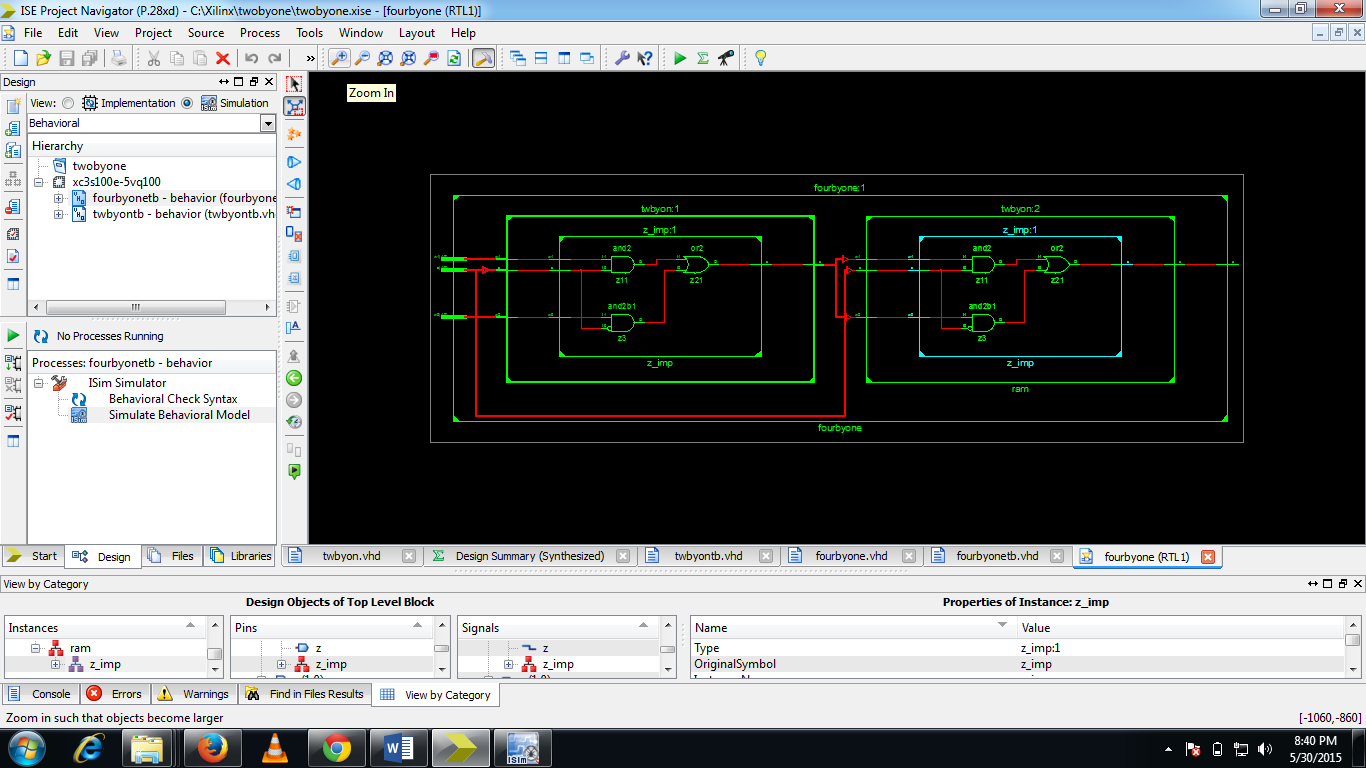 ISE Project Navigator (P.28xd) - C:\Xilinx\twobyone\twobyone.xise - [fourbyone (RTL1)]
File Edit View Project Source Process Tools Window Layout Help
Design
View: Implementation Simulation
Behavioral
Hierarchy
twobyone
xc3s100e-5vq100
fourbyonetb - behavior (fourbyone
twbyontb - behavior (twbyontb.vh
No Processes Running
Processes: fourbyonetb - behavior
ISim Simulator
Behavioral Check Syntax
Simulate Behavioral Model
Start Design Files Libraries
Zoom In
fourbyone:1
twbyon:1 twbyon:2
z_imp:1 z_imp:1
and2 or2 and2 or2
z11 z21 z11 z21
and2b1 and2b1
z3 z3
z_imp z_imp
ram
fourbyone
twbyon.vhd Design Summary (Synthesized) twbyontb.vhd fourbyone.vhd fourbyonetb.vhd fourbyone (RTL1)
View by Category
Design Objects of Top Level Block Properties of Instance: z_imp
Instances Pins Signals Name Value
ram z z Type z_imp:1
z_imp z_imp z_imp OriginalSymbol z_imp
Console Errors Warnings Find in Files Results View by Category
Zoom in such that objects become larger [-1060,-860]
8:40 PM
5/30/2015